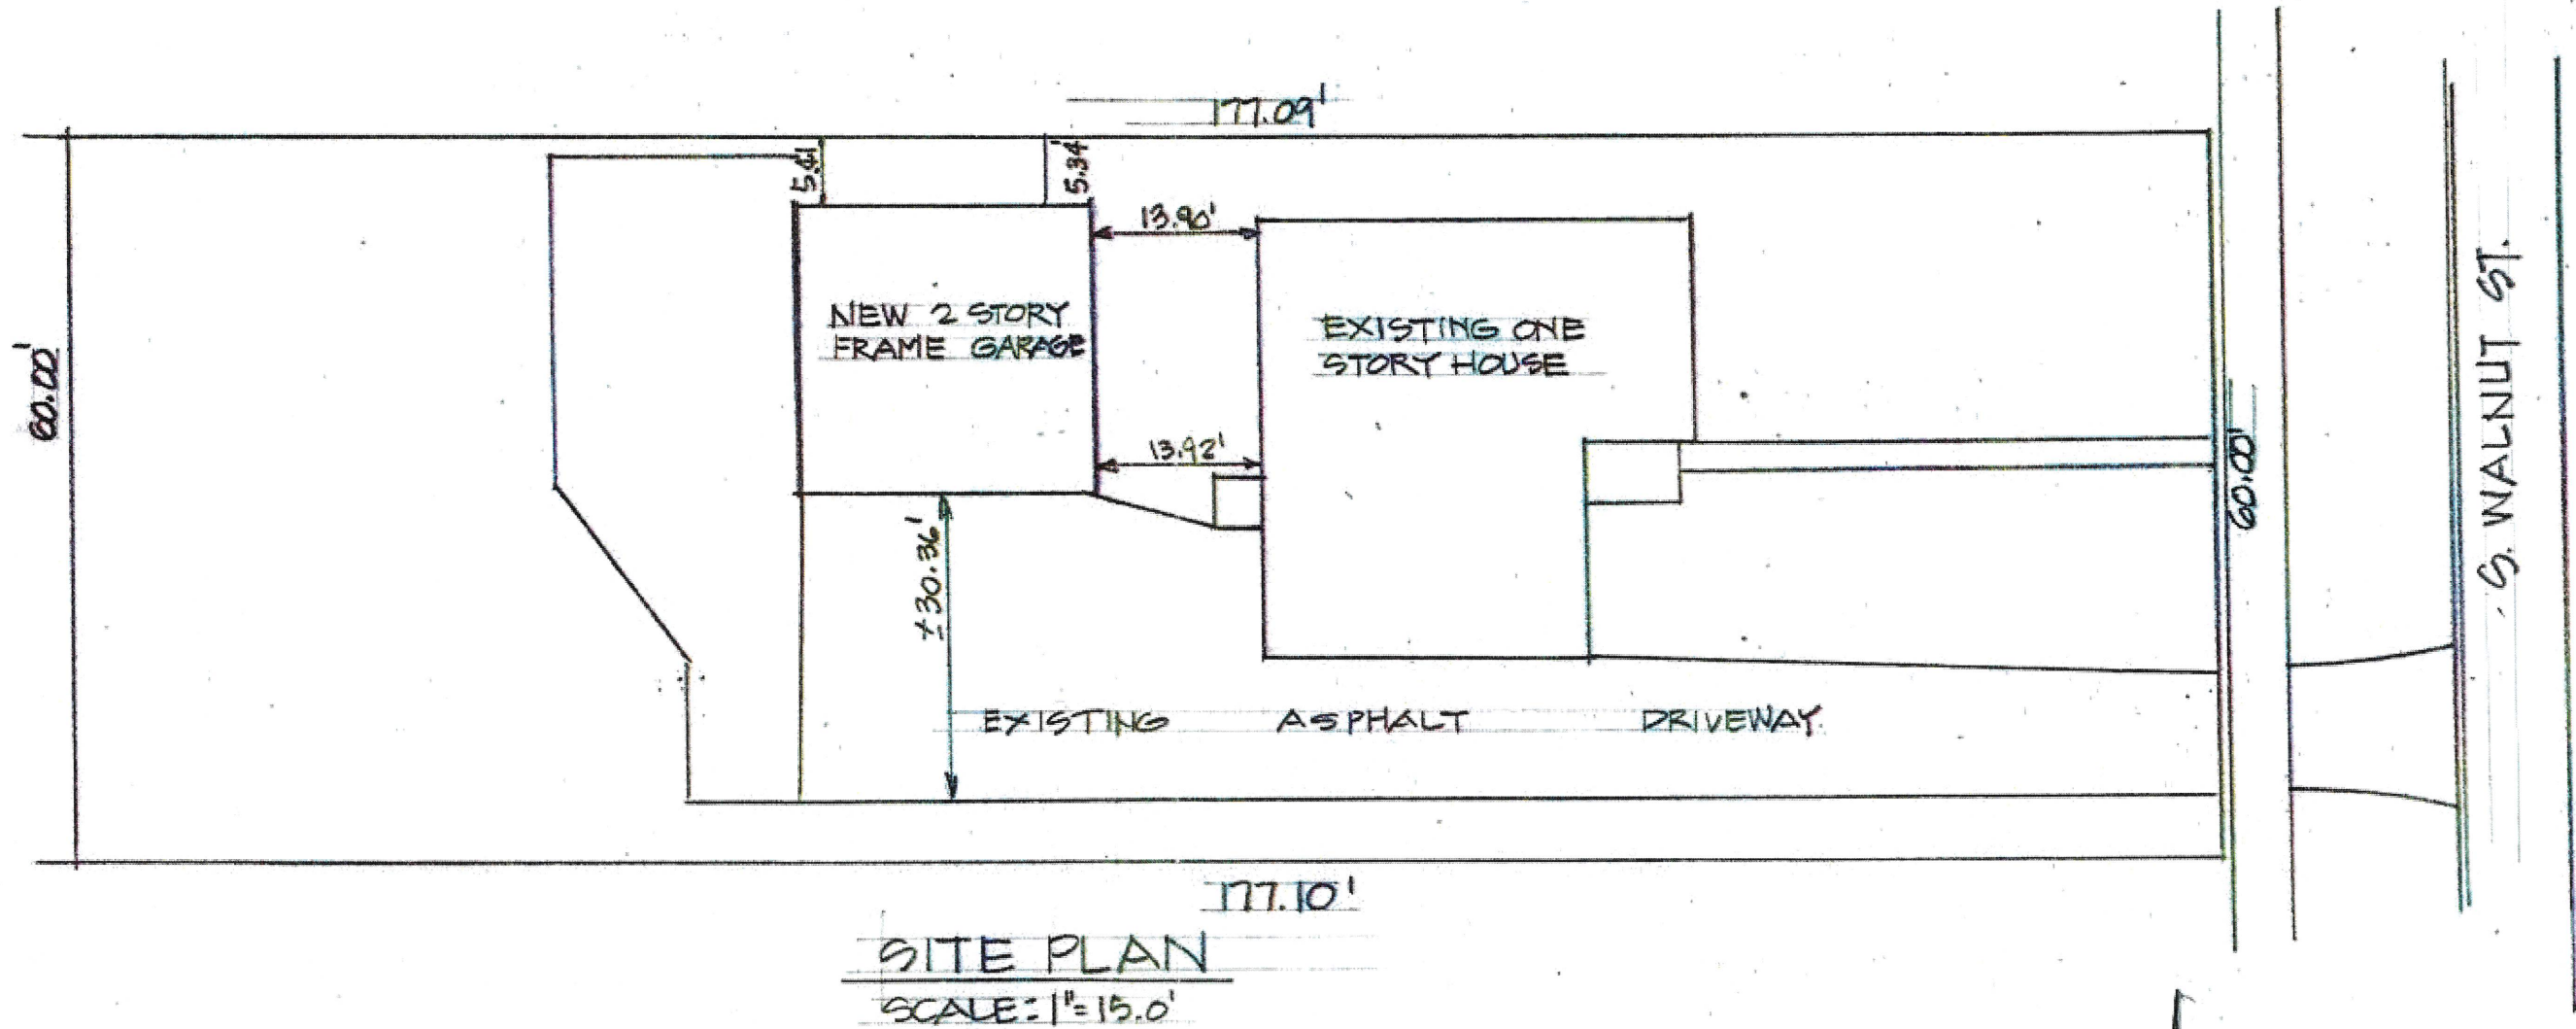 177.09'
5.41
5.34'
13.90'
NEW 2 STORY
FRAME GARAGE
EXISTING ONE
STORY HOUSE
60.00'
13.92'
60.00'
S. WALNUT ST.
±30.36'
EXISTING ASPHALT DRIVEWAY.
177.10'
SITE PLAN
SCALE: 1"=15.0'